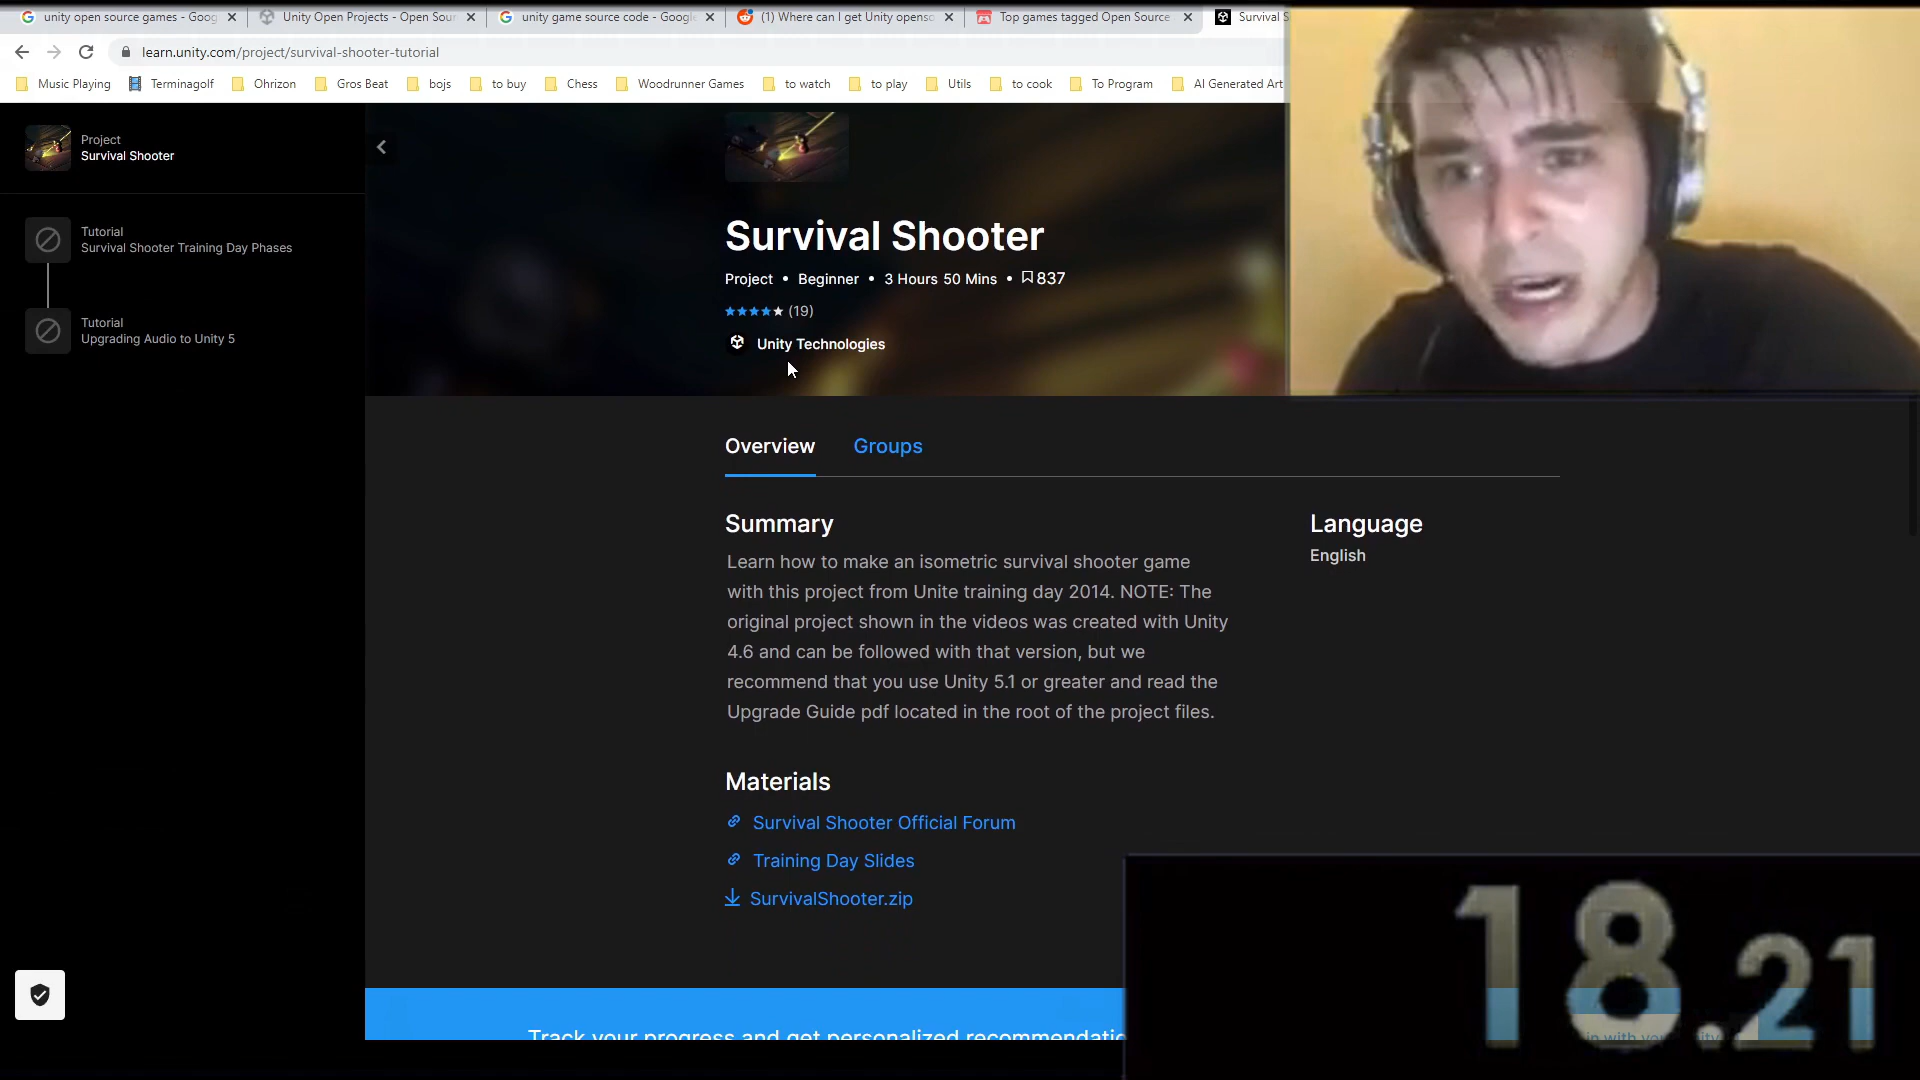 unity open source games - Goog
Unity Open Projects - Open Sour
unity game source code - Google
(1) Where can I get Unity openso
Top games tagged Open Source
Survival S
learn.unity.com/project/survival-shooter-tutorial
Music Playing
Terminagolf
Ohrizon
Gros Beat
bojs
to buy
Chess
Woodrunner Games
to watch
to play
Utils
to cook
To Program
AI Generated Art
Project
Survival Shooter
Tutorial
Survival Shooter Training Day Phases
Tutorial
Upgrading Audio to Unity 5
Survival Shooter
Project • Beginner • 3 Hours 50 Mins • 837
(19)
Unity Technologies
Overview
Groups
Summary
Learn how to make an isometric survival shooter game
with this project from Unite training day 2014. NOTE: The
original project shown in the videos was created with Unity
4.6 and can be followed with that version, but we
recommend that you use Unity 5.1 or greater and read the
Upgrade Guide pdf located in the root of the project files.
Language
English
Materials
Survival Shooter Official Forum
Training Day Slides
SurvivalShooter.zip
Track your progress and get personalized recommendatio
18.21